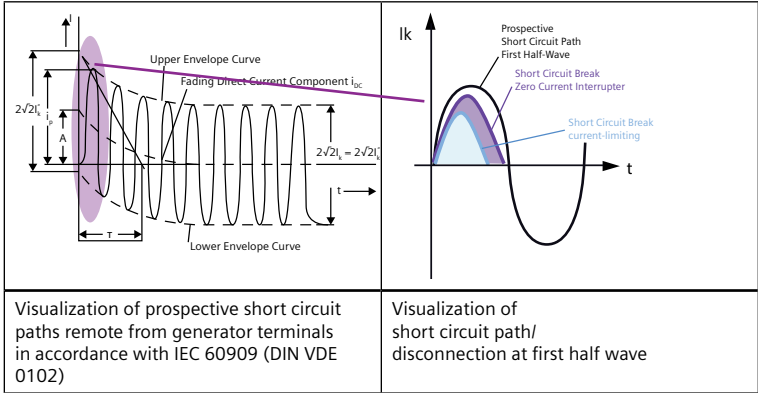 I
Upper Envelope Curve
Fading Direct Current Component iDC
2√2I"k
ip
A
2√2Ik = 2√2I"k
t
τ
Lower Envelope Curve
Ik
Prospective
Short Circuit Path
First Half-Wave
Short Circuit Break
Zero Current Interrupter
Short Circuit Break
current-limiting
t
Visualization of prospective short circuit
paths remote from generator terminals
in accordance with IEC 60909 (DIN VDE
0102)
Visualization of
short circuit path/
disconnection at first half wave